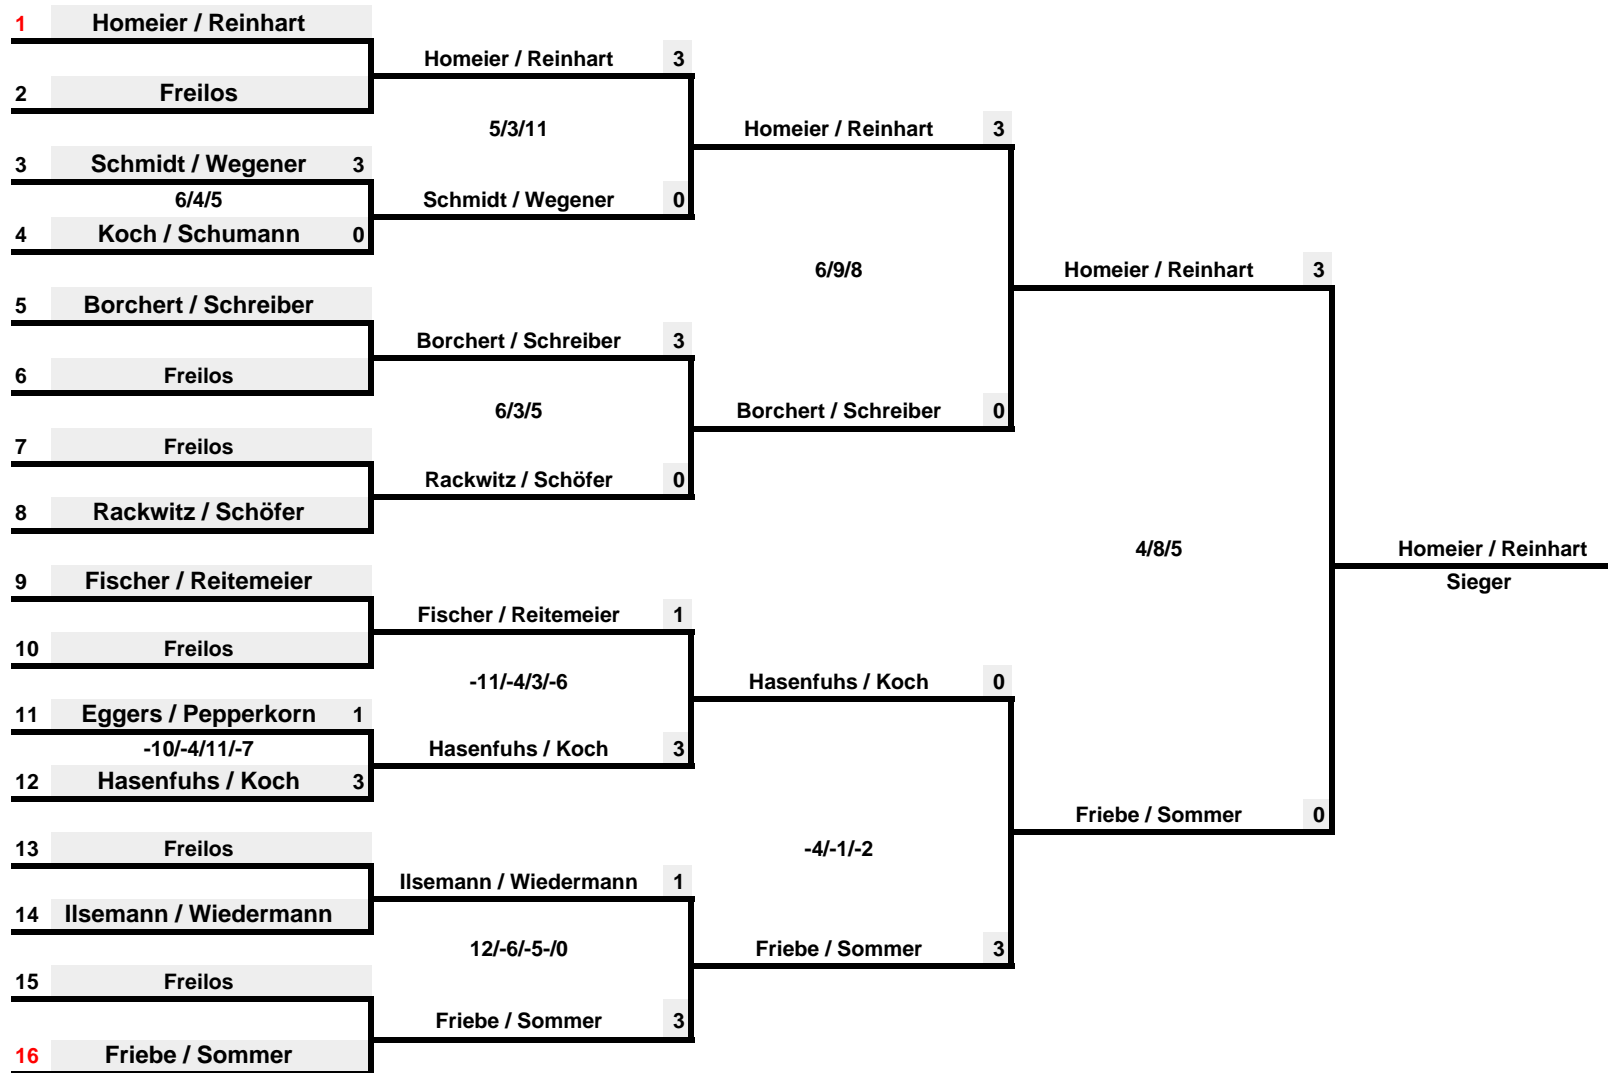 1 Homeier / Reinhart
Homeier / Reinhart 3
2 Freilos
5/3/11
Homeier / Reinhart 3
3 Schmidt / Wegener 3
6/4/5
Schmidt / Wegener 0
4 Koch / Schumann 0
6/9/8
Homeier / Reinhart 3
5 Borchert / Schreiber
Borchert / Schreiber 3
6 Freilos
6/3/5
Borchert / Schreiber 0
7 Freilos
Rackwitz / Schöfer 0
8 Rackwitz / Schöfer
4/8/5
Homeier / Reinhart
Sieger
9 Fischer / Reitemeier
Fischer / Reitemeier 1
10 Freilos
-11/-4/3/-6
Hasenfuhs / Koch 0
11 Eggers / Pepperkorn 1
-10/-4/11/-7
Hasenfuhs / Koch 3
12 Hasenfuhs / Koch 3
Friebe / Sommer 0
13 Freilos
-4/-1/-2
Ilsemann / Wiedermann 1
14 Ilsemann / Wiedermann
12/-6/-5-/0
Friebe / Sommer 3
15 Freilos
Friebe / Sommer 3
16 Friebe / Sommer